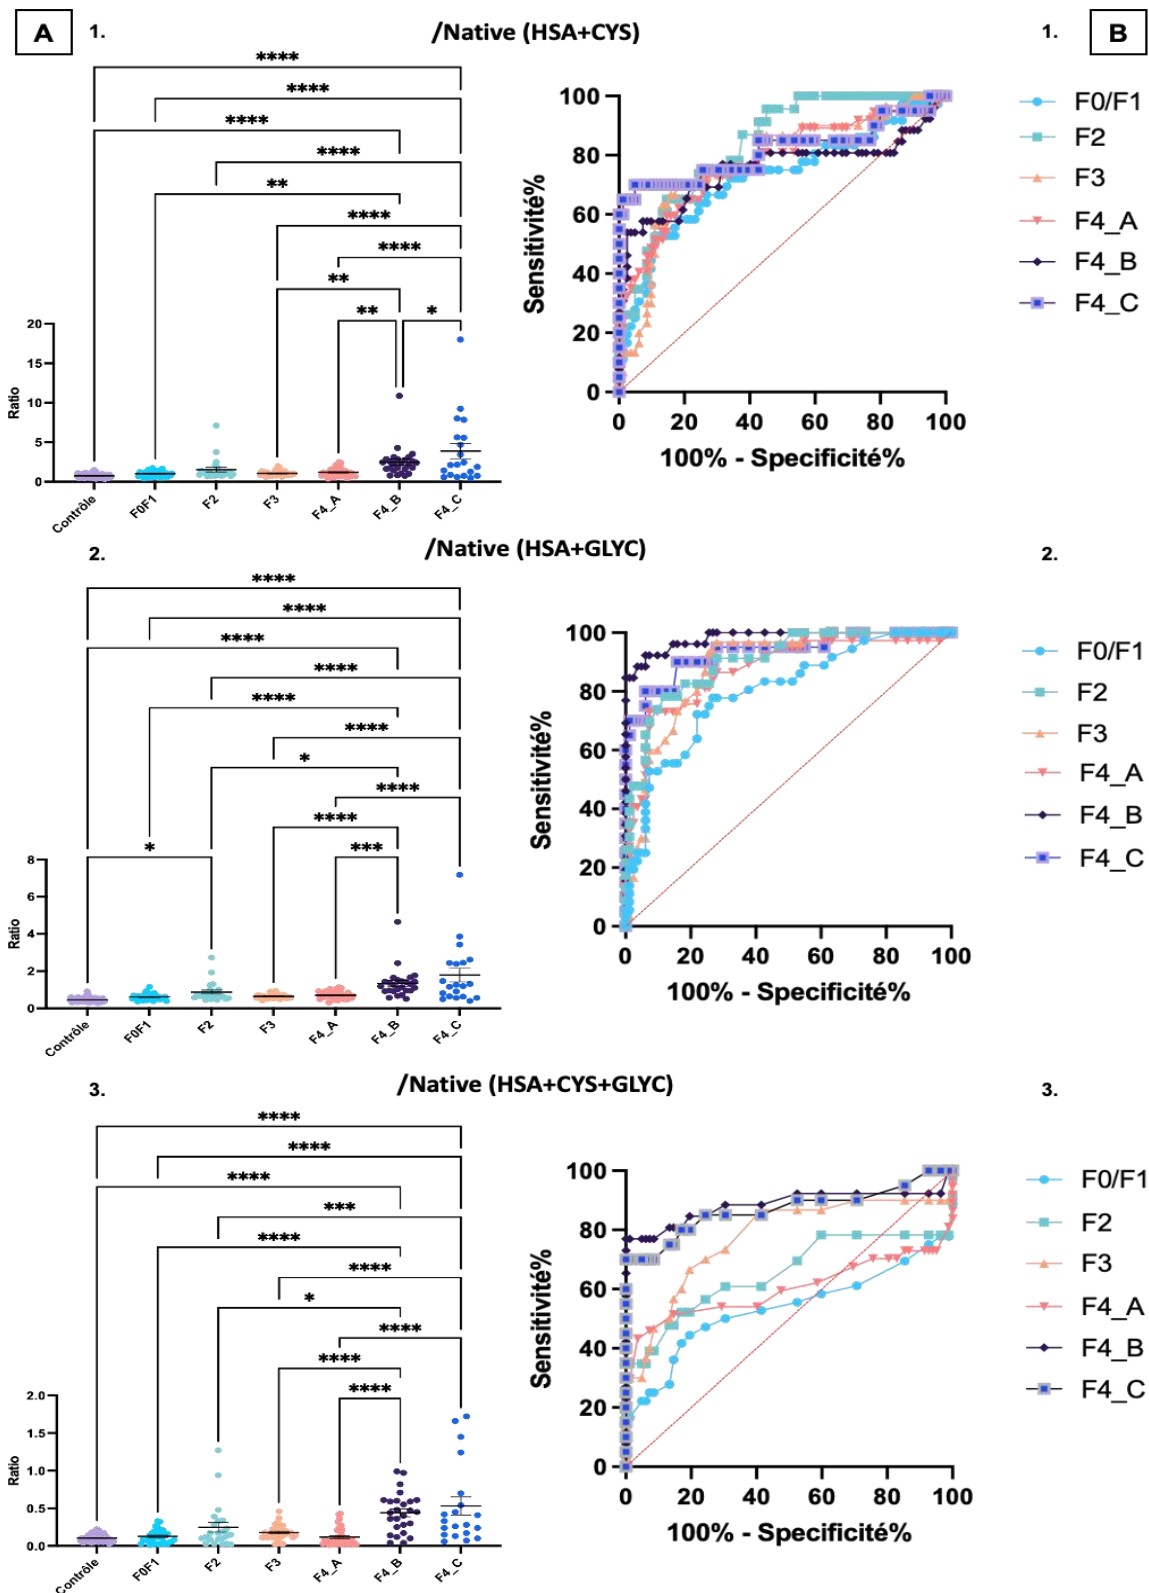 A
1.
/Native (HSA+CYS)
1.
B
****
****
****
****
**
****
****
**
**
*
20
15
10
5
0
Ratio
Contrôle
F0F1
F2
F3
F4_A
F4_B
F4_C
100
80
60
40
20
0
Sensitivité%
0
20
40
60
80
100
100% - Specificité%
F0/F1
F2
F3
F4_A
F4_B
F4_C
2.
/Native (HSA+GLYC)
2.
****
****
****
****
****
****
*
****
****
*
***
8
6
4
2
0
Ratio
Contrôle
F0F1
F2
F3
F4_A
F4_B
F4_C
100
80
60
40
20
0
Sensitivité%
0
20
40
60
80
100
100% - Specificité%
F0/F1
F2
F3
F4_A
F4_B
F4_C
3.
/Native (HSA+CYS+GLYC)
3.
****
****
****
***
****
****
*
****
****
****
2.0
1.5
1.0
0.5
0.0
Ratio
Contrôle
F0F1
F2
F3
F4_A
F4_B
F4_C
100
80
60
40
20
0
Sensitivité%
0
20
40
60
80
100
100% - Specificité%
F0/F1
F2
F3
F4_A
F4_B
F4_C